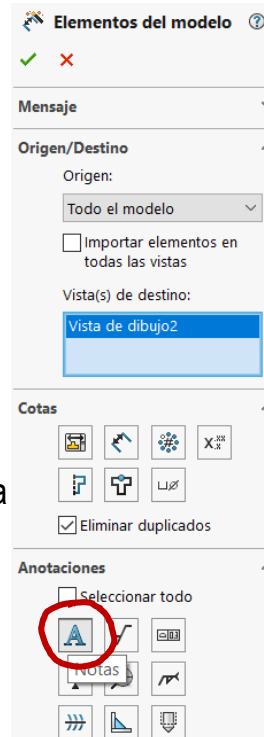 Elementos del modelo
Mensaje
Origen/Destino
Origen:
Todo el modelo
Importar elementos en
todas las vistas
Vista(s) de destino:
Vista de dibujo2
Cotas
x.xx
a
Eliminar duplicados
Anotaciones
Seleccionar todo
A
Notas